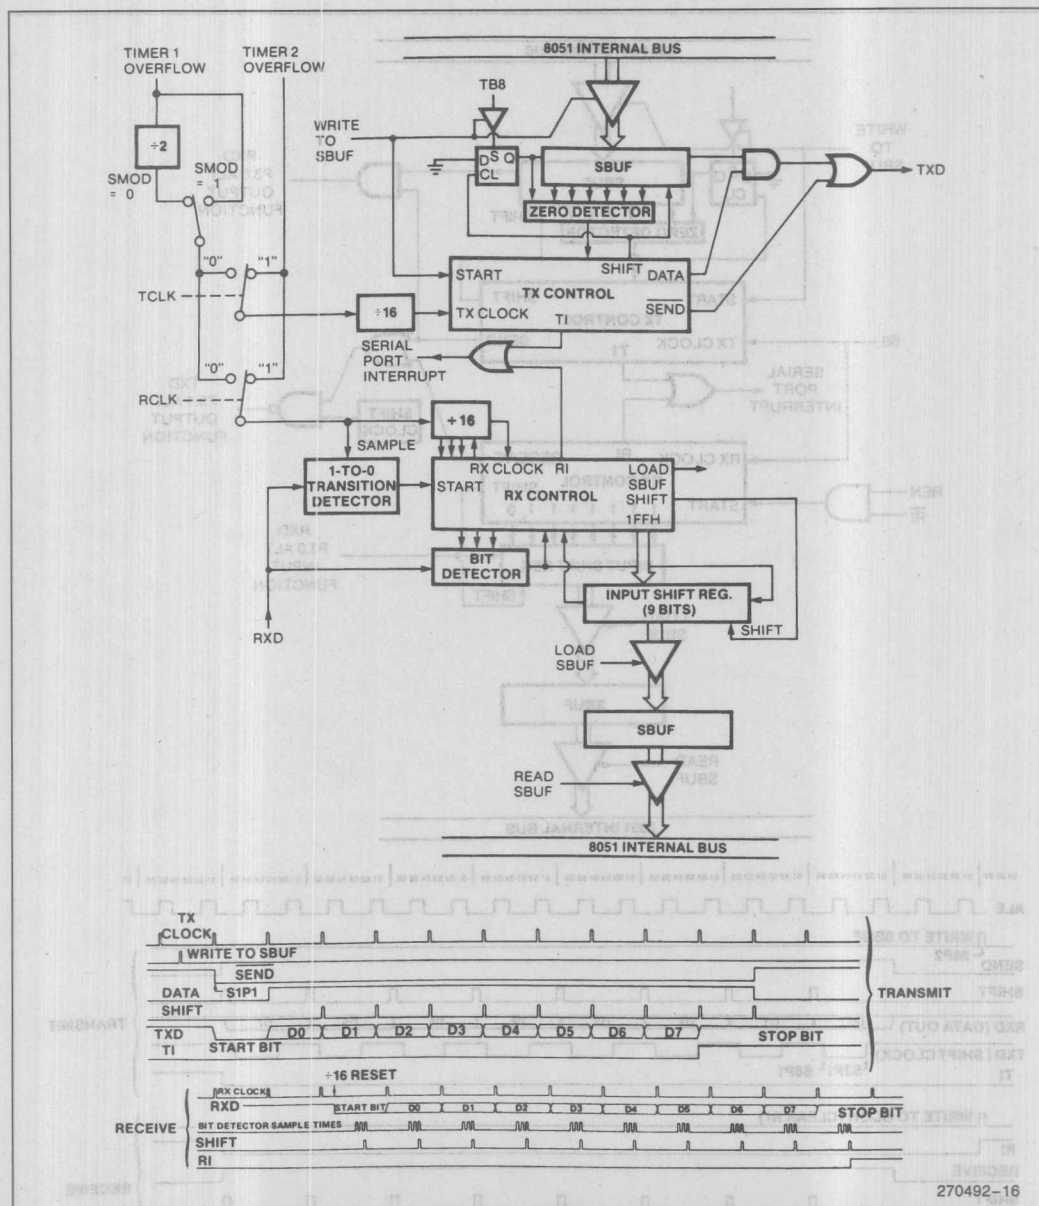 TIMER 1 OVERFLOW
TIMER 2 OVERFLOW
8051 INTERNAL BUS
TB8
WRITE TO SBUF
÷2
SMOD = 0
SMOD = 1
D S Q
CL
SBUF
TXD
ZERO DETECTOR
"0"
"1"
TCLK
START
SHIFT
DATA
TX CONTROL
SEND
TX CLOCK
TI
÷16
SERIAL PORT INTERRUPT
"0"
"1"
RCLK
÷16
SAMPLE
1-TO-0 TRANSITION DETECTOR
RX CLOCK
RI
START
RX CONTROL
LOAD SBUF
SHIFT
1FFH
BIT DETECTOR
INPUT SHIFT REG. (9 BITS)
RXD
SHIFT
LOAD SBUF
SBUF
READ SBUF
8051 INTERNAL BUS
TX CLOCK
WRITE TO SBUF
SEND
DATA
S1P1
SHIFT
TRANSMIT
TXD
D0 D1 D2 D3 D4 D5 D6 D7
STOP BIT
TI
START BIT
÷16 RESET
RX CLOCK
RXD
START BIT D0 D1 D2 D3 D4 D5 D6 D7 STOP BIT
RECEIVE
BIT DETECTOR SAMPLE TIMES
SHIFT
RI
270492-16